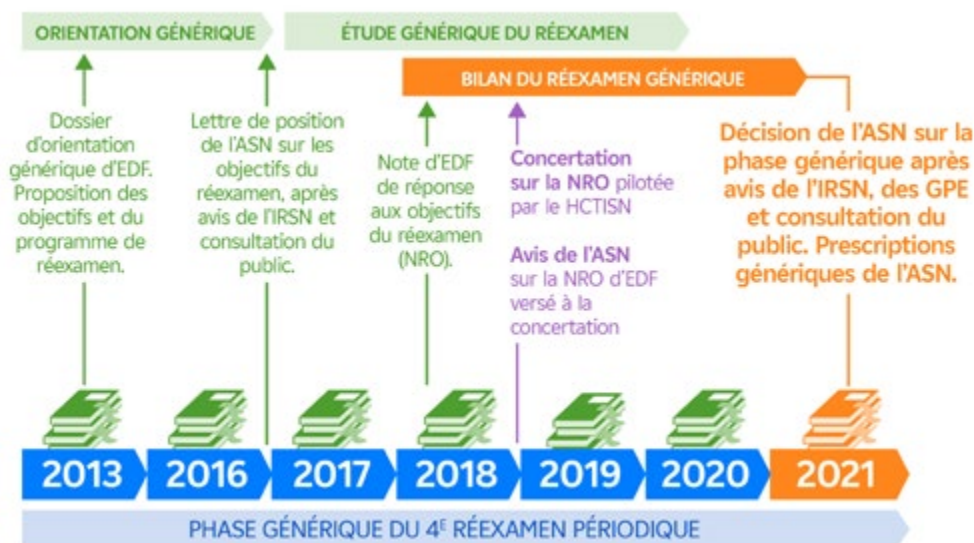 ORIENTATION GÉNÉRIQUE
ÉTUDE GÉNÉRIQUE DU RÉEXAMEN
BILAN DU RÉEXAMEN GÉNÉRIQUE
Dossier
d'orientation
générique d'EDF.
Proposition des
objectifs et du
programme de
réexamen.
Lettre de position
de l'ASN sur les
objectifs du
réexamen, après
avis de l'IRSN et
consultation du
public.
Note d'EDF
de réponse
aux objectifs
du réexamen
(NRO).
Concertation
sur la NRO pilotée
par le HCTISN
Avis de l'ASN
sur la NRO d'EDF
versé à la
concertation
Décision de l'ASN sur la
phase générique après
avis de l'IRSN, des GPE
et consultation du
public. Prescriptions
génériques de l'ASN.
2013
2016
2017
2018
2019
2020
2021
PHASE GÉNÉRIQUE DU 4E RÉEXAMEN PÉRIODIQUE